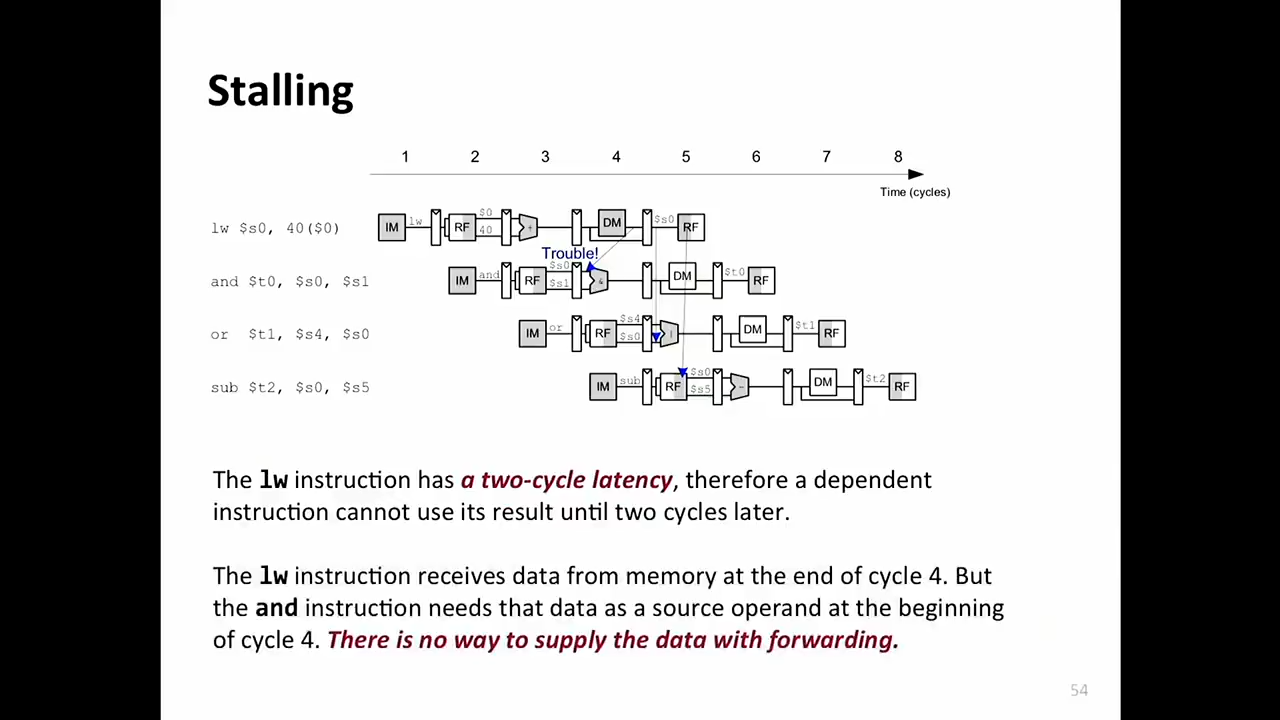 Stalling
1 2 3 4 5 6 7 8
Time (cycles)
lw $s0, 40($0) IM lw RF $0 40 + DM $s0 RF
Trouble!
and $t0, $s0, $s1 IM and RF $s0 $s1 & DM $t0 RF
or $t1, $s4, $s0 IM or RF $s4 $s0 | DM $t1 RF
sub $t2, $s0, $s5 IM sub RF $s0 $s5 - DM $t2 RF
The lw instruction has a two-cycle latency, therefore a dependent
instruction cannot use its result until two cycles later.
The lw instruction receives data from memory at the end of cycle 4. But
the and instruction needs that data as a source operand at the beginning
of cycle 4. There is no way to supply the data with forwarding.
54